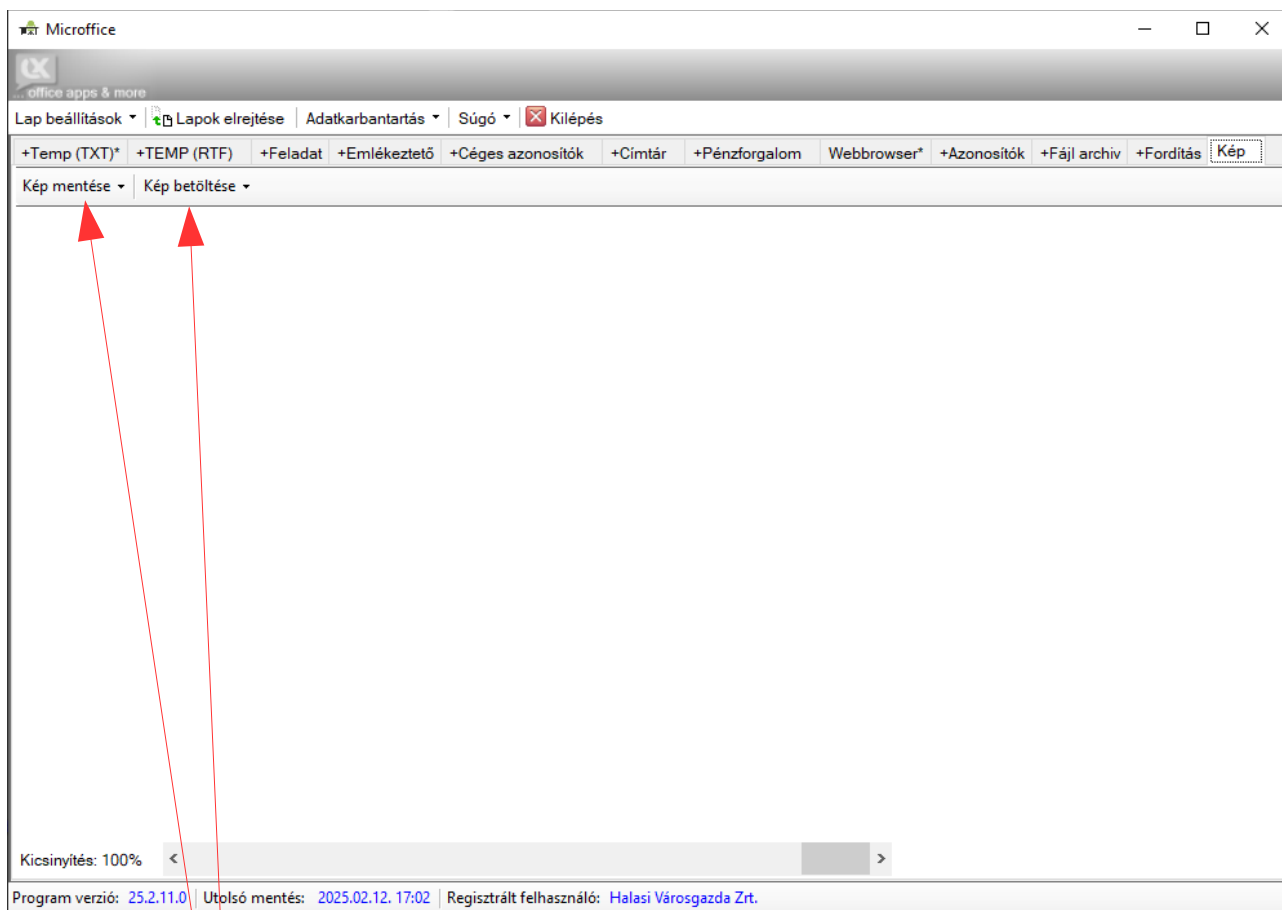 Microffice
UX
... office apps & more
Lap beállítások Lapok elrejtése Adatkarbantartás Súgó Kilépés
+Temp (TXT)* +TEMP (RTF) +Feladat +Emlékeztető +Céges azonosítók +Címtár +Pénzforgalom Webbrowser* +Azonosítók +Fájl archiv +Fordítás Kép
Kép mentése Kép betöltése
Kicsinyítés: 100%
Program verzió: 25.2.11.0 Utolsó mentés: 2025.02.12. 17:02 Regisztrált felhasználó: Halasi Városgazda Zrt.